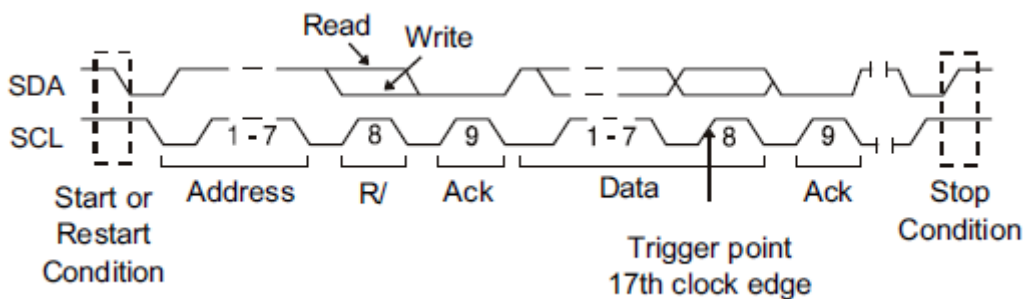 Read
Write
SDA
SCL
1 - 7
8
9
1 - 7
8
9
Address
R/
Ack
Data
Ack
Start or
Restart
Condition
Stop
Condition
Trigger point
17th clock edge